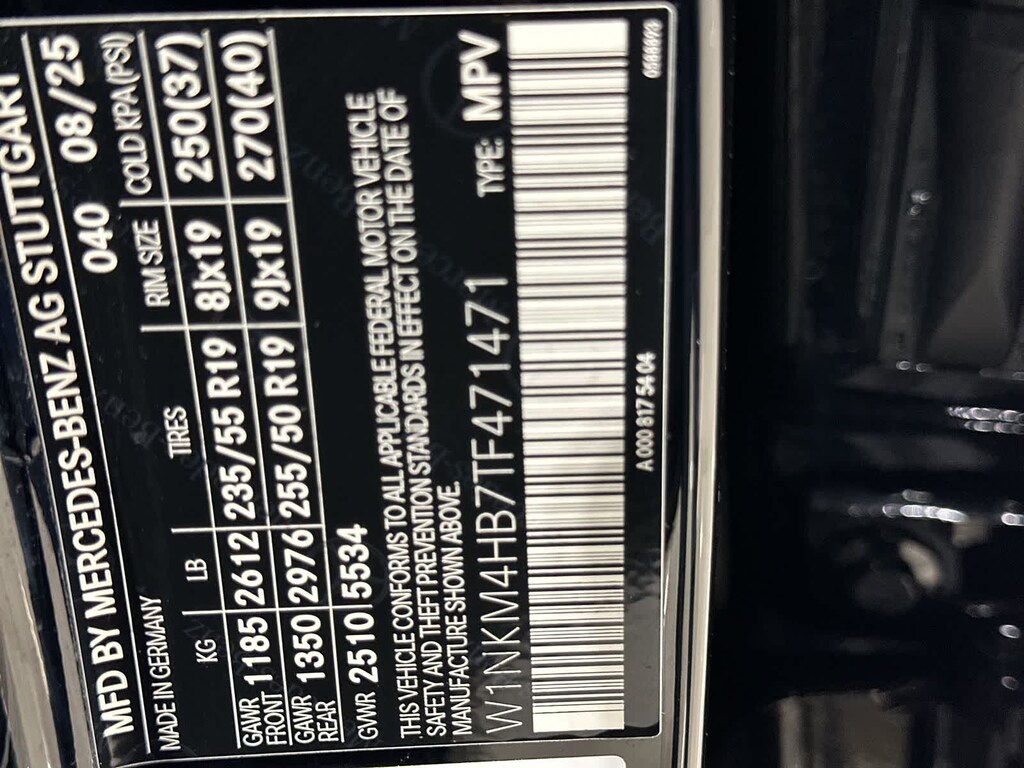 MFD BY MERCEDES-BENZ AG STUTTGART
MADE IN GERMANY 040 08/25
KG LB TIRES RIM SIZE COLD KPA(PSI)
GAWR FRONT 1185 2612 235/55 R19 8Jx19 250(37)
GAWR REAR 1350 2976 255/50 R19 9Jx19 270(40)
GVWR 2510 5534
THIS VEHICLE CONFORMS TO ALL APPLICABLE FEDERAL MOTOR VEHICLE
SAFETY AND THEFT PREVENTION STANDARDS IN EFFECT ON THE DATE OF
MANUFACTURE SHOWN ABOVE.
W1NKM4HB7TF471471 TYPE: MPV
A 000 817 54 04